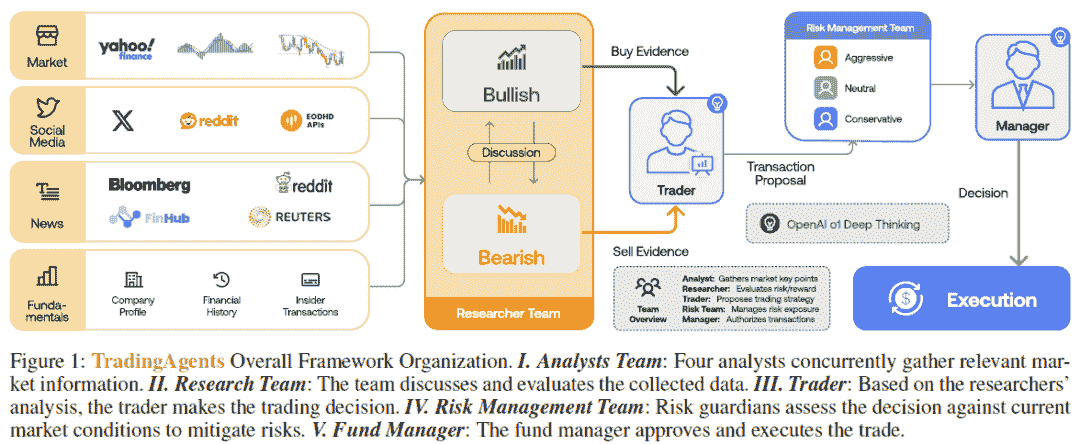 Market
yahoo!
finance
Social
Media
X
reddit
EODHD
APIs
News
Bloomberg
reddit
FinHub
REUTERS
Funda-
mentals
Company
Profile
Financial
History
Insider
Transactions
Bullish
Discussion
Bearish
Researcher Team
Buy Evidence
Sell Evidence
Trader
Transaction
Proposal
Risk Management Team
Aggressive
Neutral
Conservative
Manager
Decision
OpenAI o1 Deep Thinking
Team
Overview
Analyst: Gathers market key points
Researcher: Evaluates risk/reward
Trader: Proposes trading strategy
Risk Team: Manages risk exposure
Manager: Authorizes transactions
$ Execution
Figure 1: TradingAgents Overall Framework Organization. I. Analysts Team: Four analysts concurrently gather relevant mar-
ket information. II. Research Team: The team discusses and evaluates the collected data. III. Trader: Based on the researchers’
analysis, the trader makes the trading decision. IV. Risk Management Team: Risk guardians assess the decision against current
market conditions to mitigate risks. V. Fund Manager: The fund manager approves and executes the trade.